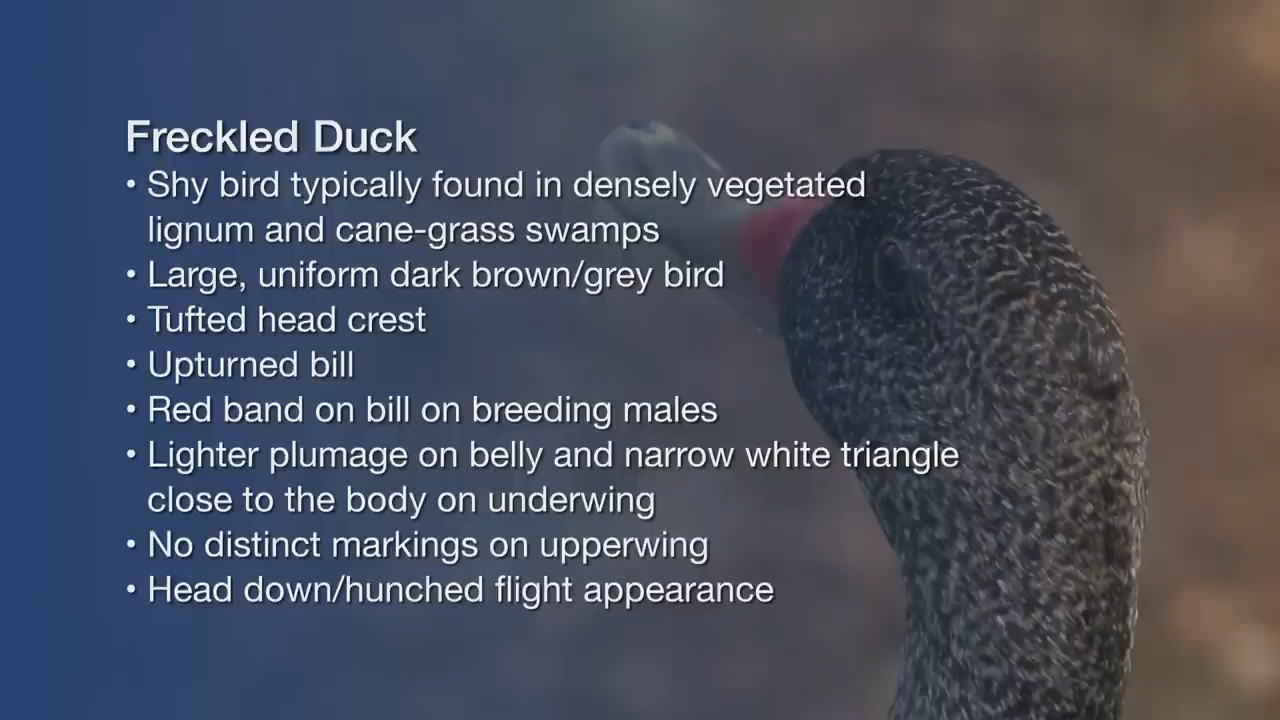 Freckled Duck
• Shy bird typically found in densely vegetated
lignum and cane-grass swamps
• Large, uniform dark brown/grey bird
• Tufted head crest
• Upturned bill
• Red band on bill on breeding males
• Lighter plumage on belly and narrow white triangle
close to the body on underwing
• No distinct markings on upperwing
• Head down/hunched flight appearance